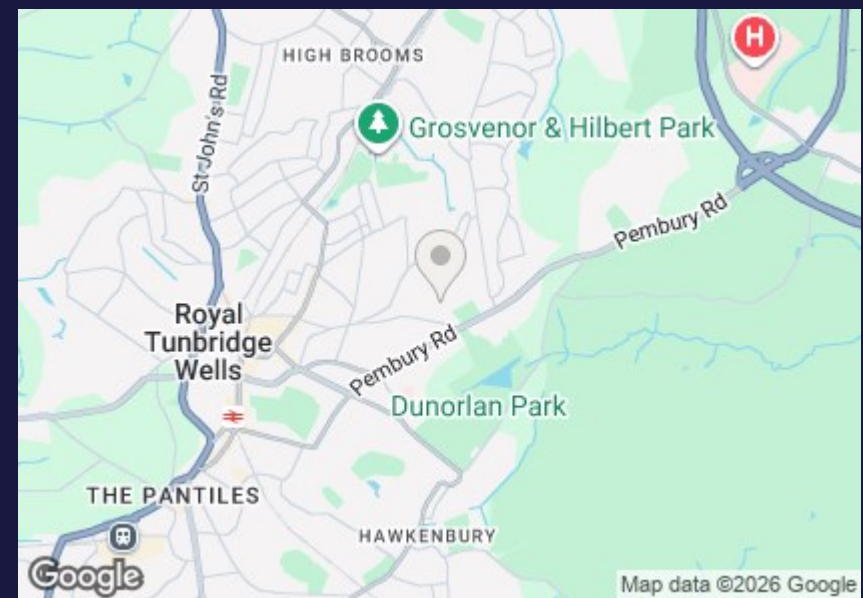 HIGH BROOMS
H
St John's Rd
Grosvenor & Hilbert Park
Pembury Rd
Royal
Tunbridge
Wells
Pembury Rd
Dunorlan Park
THE PANTILES
HAWKENBURY
Google
Map data ©2026 Google